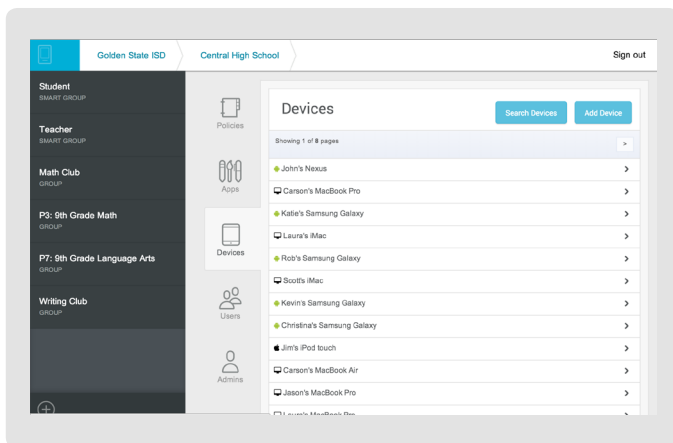 Golden State ISD
Central High School
Sign out
Student
SMART GROUP
Teacher
SMART GROUP
Math Club
GROUP
P3: 9th Grade Math
GROUP
P7: 9th Grade Language Arts
GROUP
Writing Club
GROUP
Policies
Apps
Devices
Users
Admins
Devices
Search Devices
Add Device
Showing 1 of 8 pages
>
John's Nexus
Carson's MacBook Pro
Katie's Samsung Galaxy
Laura's iMac
Rob's Samsung Galaxy
Scott's iMac
Kevin's Samsung Galaxy
Christina's Samsung Galaxy
Jim's iPod touch
Carson's MacBook Air
Jason's MacBook Pro
Laura's MacBook Pro